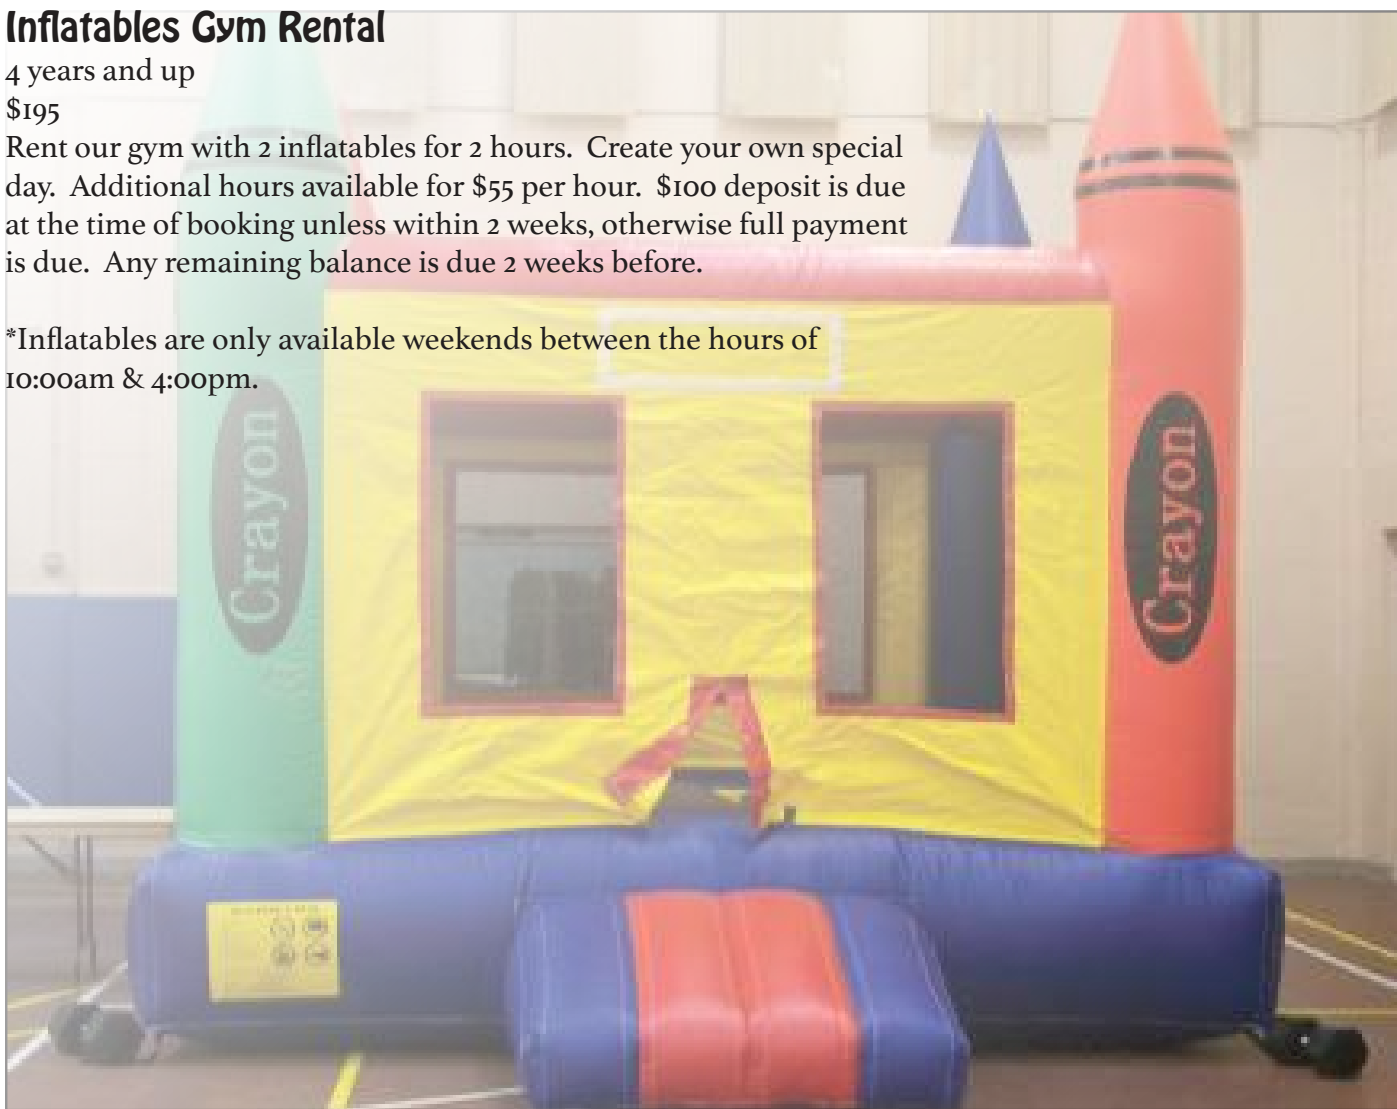 Inflatables Gym Rental
4 years and up
$195
Rent our gym with 2 inflatables for 2 hours.  Create your own special
day.  Additional hours available for $55 per hour.  $100 deposit is due
at the time of booking unless within 2 weeks, otherwise full payment
is due.  Any remaining balance is due 2 weeks before.
*Inflatables are only available weekends between the hours of
10:00am & 4:00pm.
Crayon
Crayon